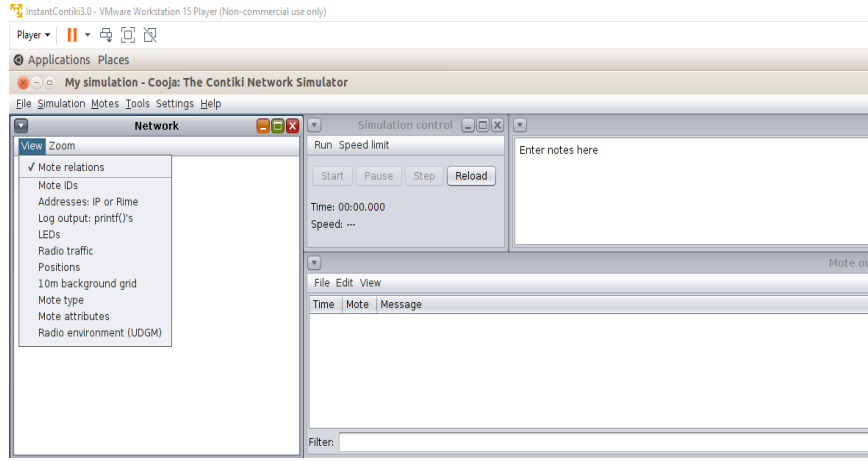 InstantContiki3.0 - VMware Workstation 15 Player (Non-commercial use only)
Player
Applications Places
My simulation - Cooja: The Contiki Network Simulator
File Simulation Motes Tools Settings Help
Network
View Zoom
Mote relations
Mote IDs
Addresses: IP or Rime
Log output: printf()'s
LEDs
Radio traffic
Positions
10m background grid
Mote type
Mote attributes
Radio environment (UDGM)
Simulation control
Run Speed limit
Start Pause Step Reload
Time: 00:00.000
Speed: ---
Enter notes here
Mote ou
File Edit View
Time Mote Message
Filter: